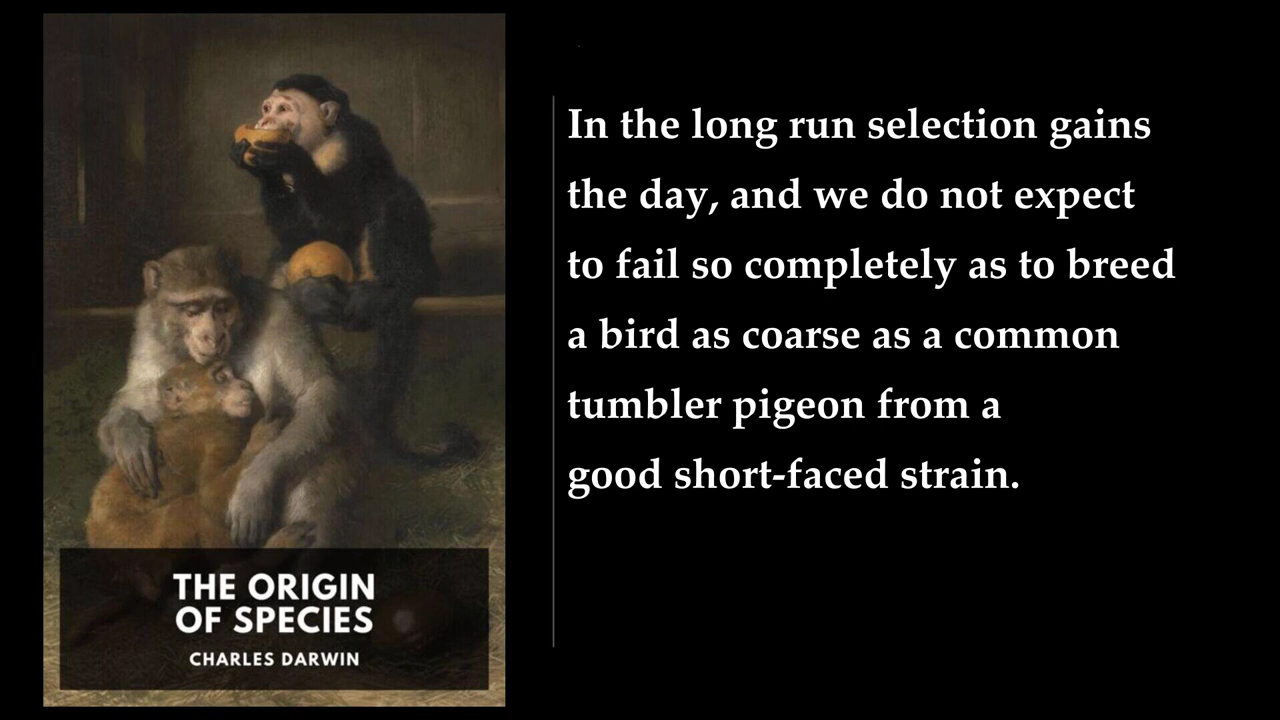 In the long run selection gains
the day, and we do not expect
to fail so completely as to breed
a bird as coarse as a common
tumbler pigeon from a
good short-faced strain.
THE ORIGIN
OF SPECIES
CHARLES DARWIN